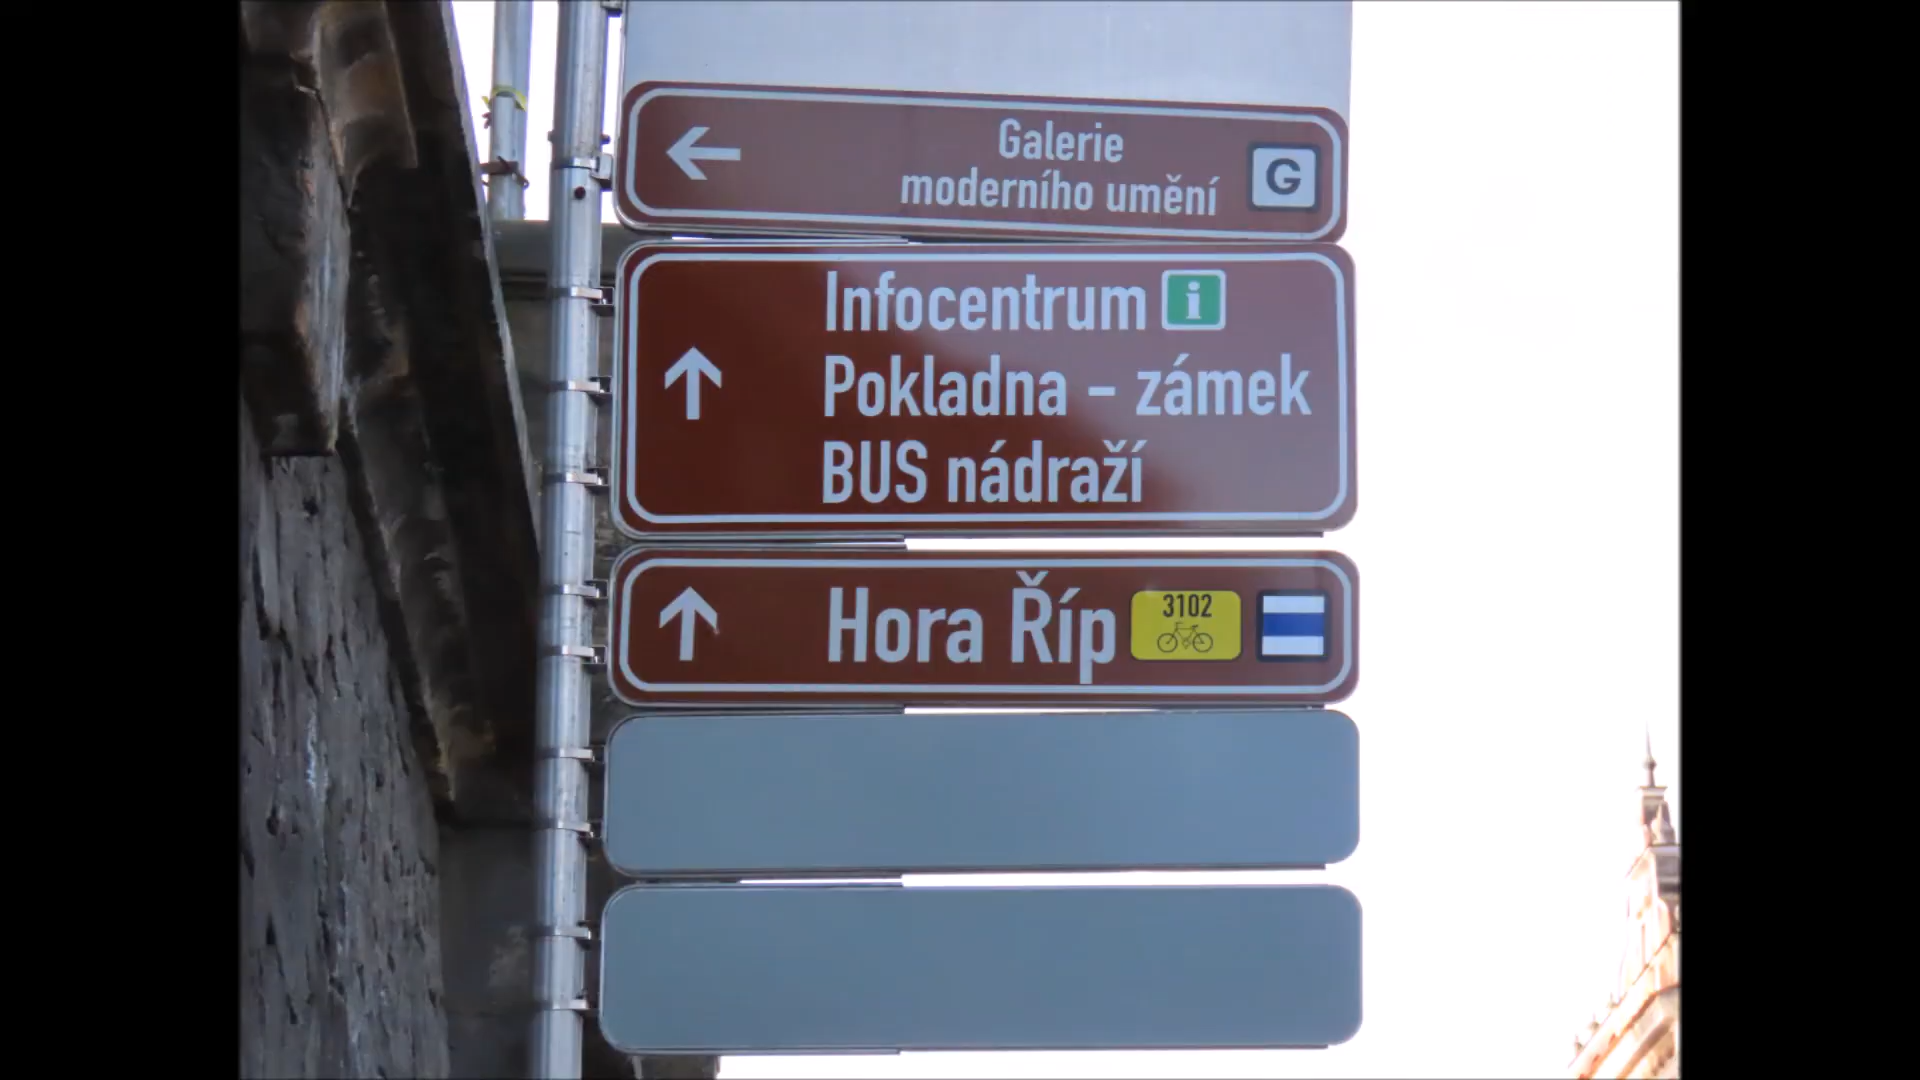 Galerie
moderního umění G
Infocentrum i
Pokladna - zámek
BUS nádraží
Hora Říp 3102